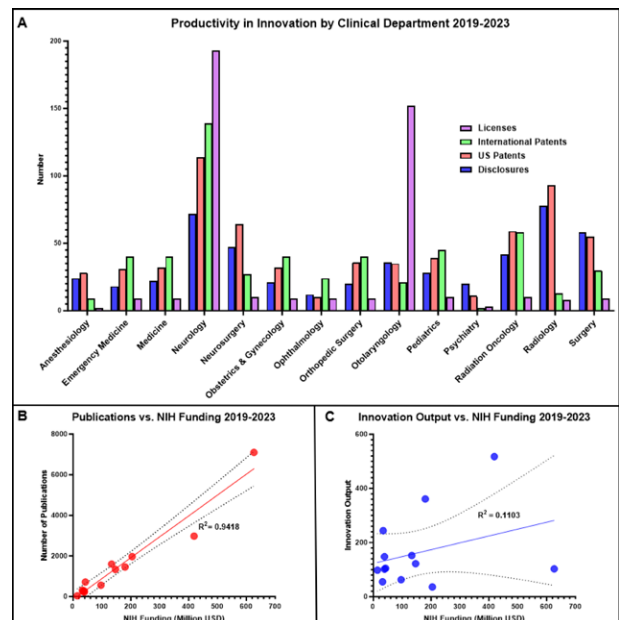 A
Productivity in Innovation by Clinical Department 2019-2023
200
150
100
50
0
Number
Licenses
International Patents
US Patents
Disclosures
Anesthesiology
Emergency Medicine
Medicine
Neurology
Neurosurgery
Obstetrics & Gynecology
Ophthalmology
Orthopedic Surgery
Otolaryngology
Pediatrics
Psychiatry
Radiation Oncology
Radiology
Surgery
B
Publications vs. NIH Funding 2019-2023
8000
6000
4000
2000
0
Number of Publications
R²= 0.9418
0 100 200 300 400 500 600 700
NIH Funding (Million USD)
C
Innovation Output vs. NIH Funding 2019-2023
600
400
200
0
Innovation Output
R² = 0.1103
0 100 200 300 400 500 600 700
NIH Funding (Million USD)